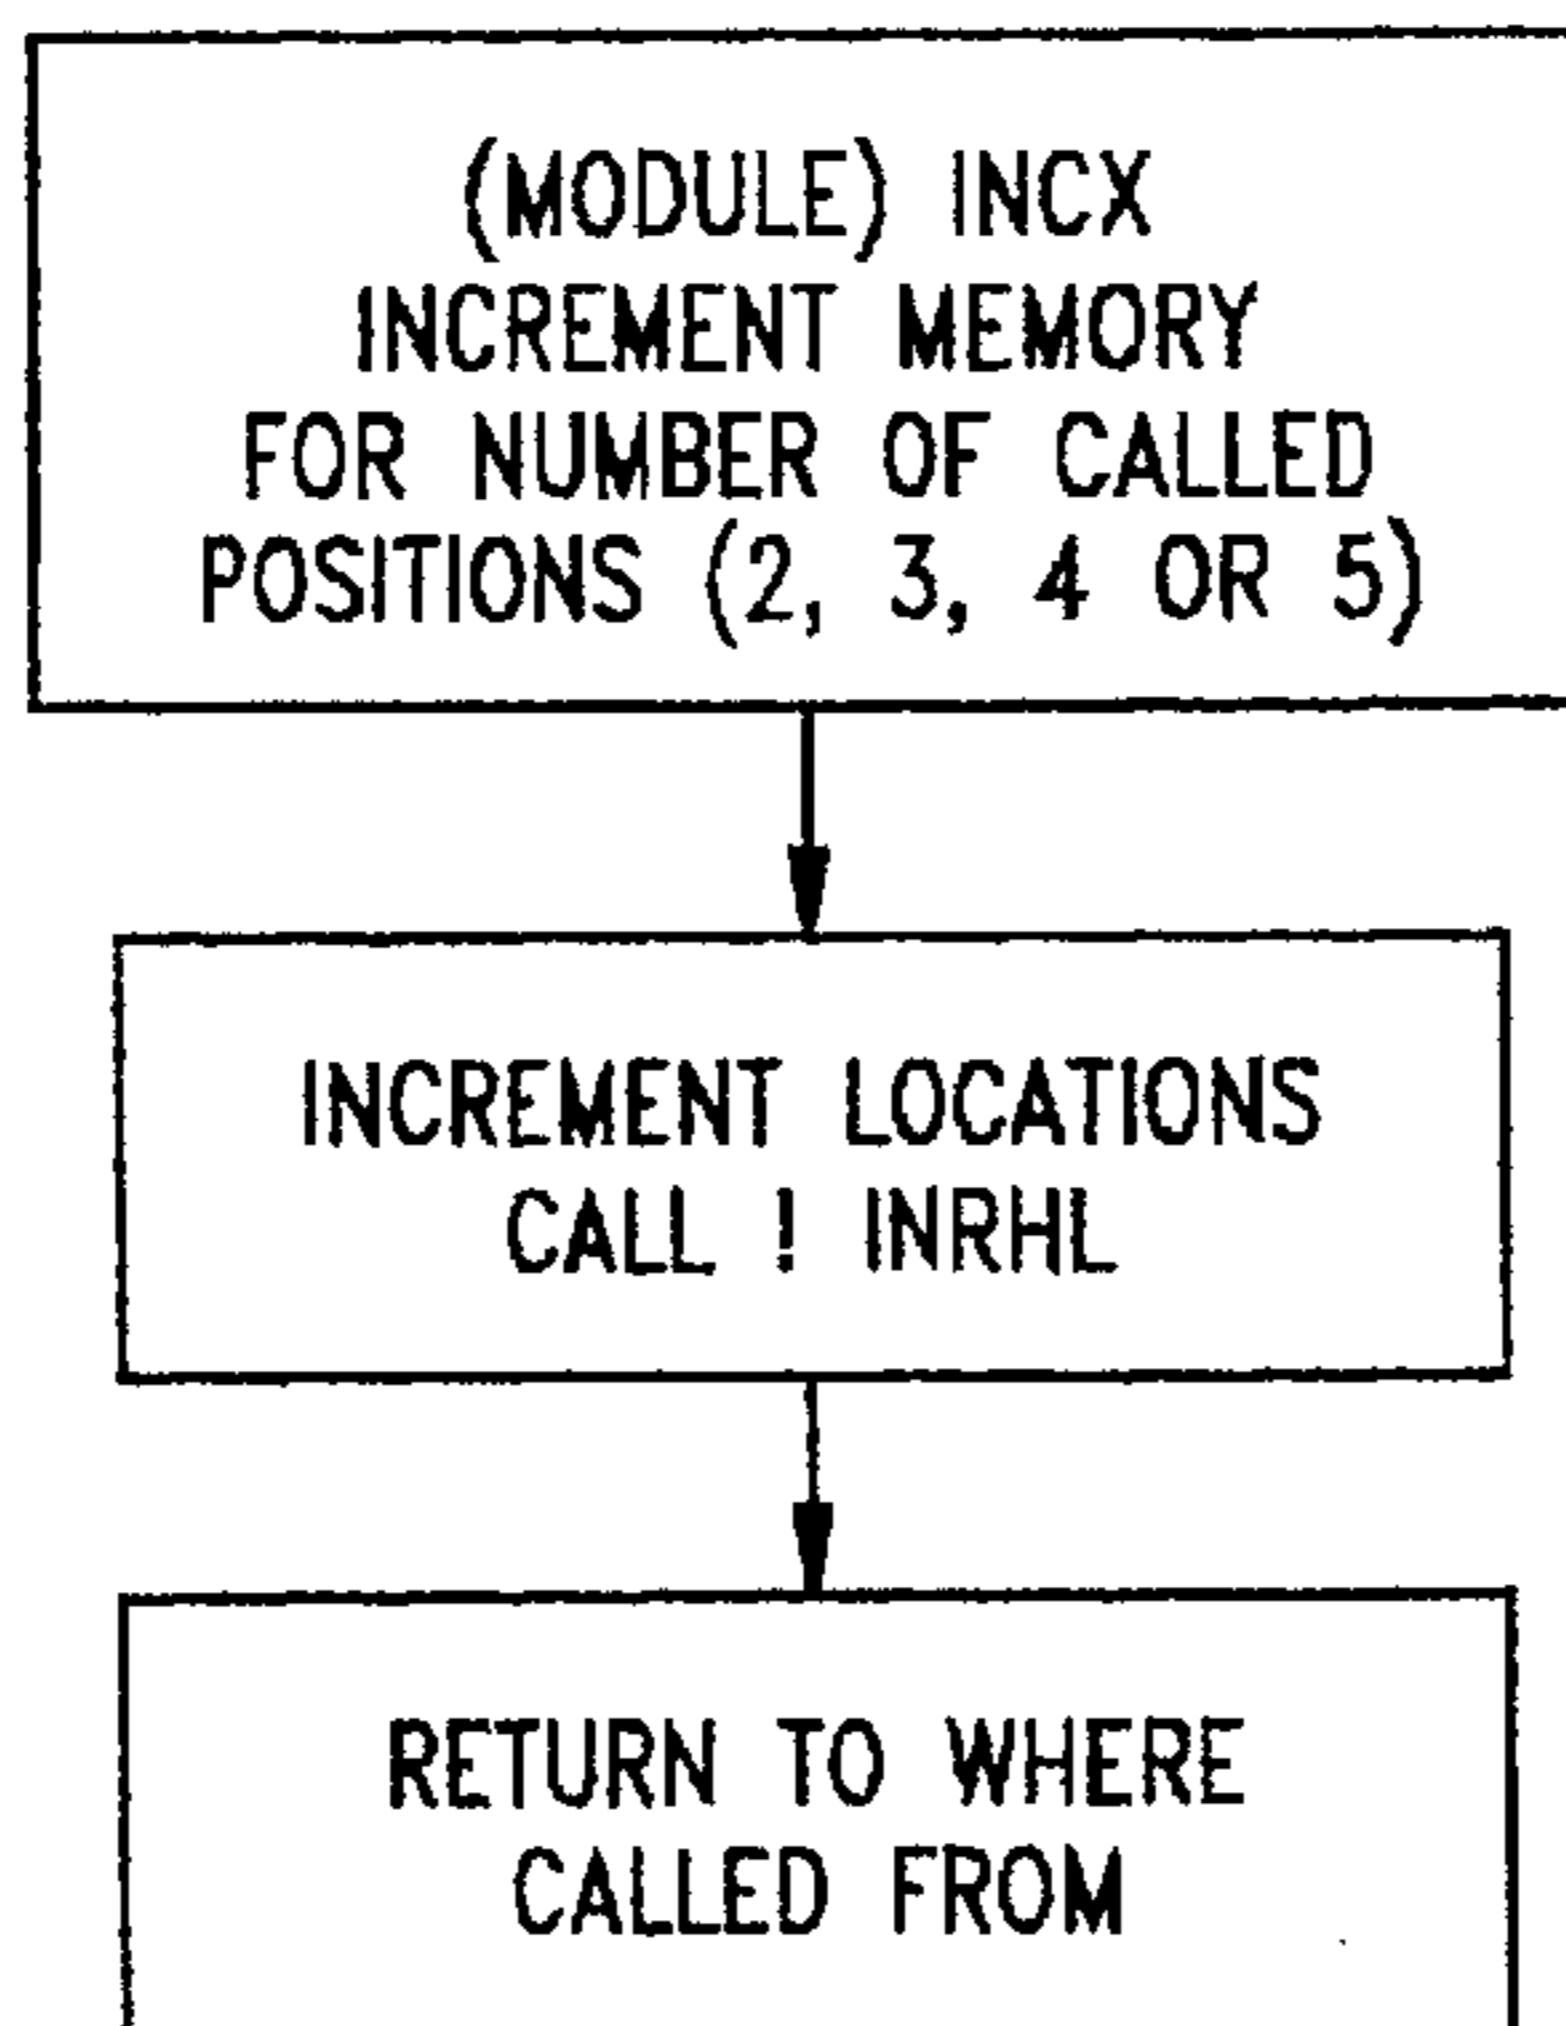 (MODULE) INCX
INCREMENT MEMORY
FOR NUMBER OF CALLED
POSITIONS (2, 3, 4 OR 5)
INCREMENT LOCATIONS
CALL ! INRHL
RETURN TO WHERE
CALLED FROM